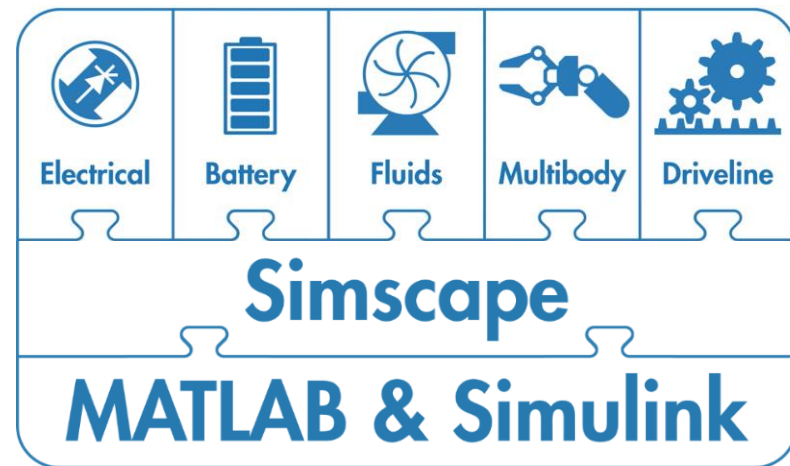 Electrical Battery Fluids Multibody Driveline
Simscape
MATLAB & Simulink